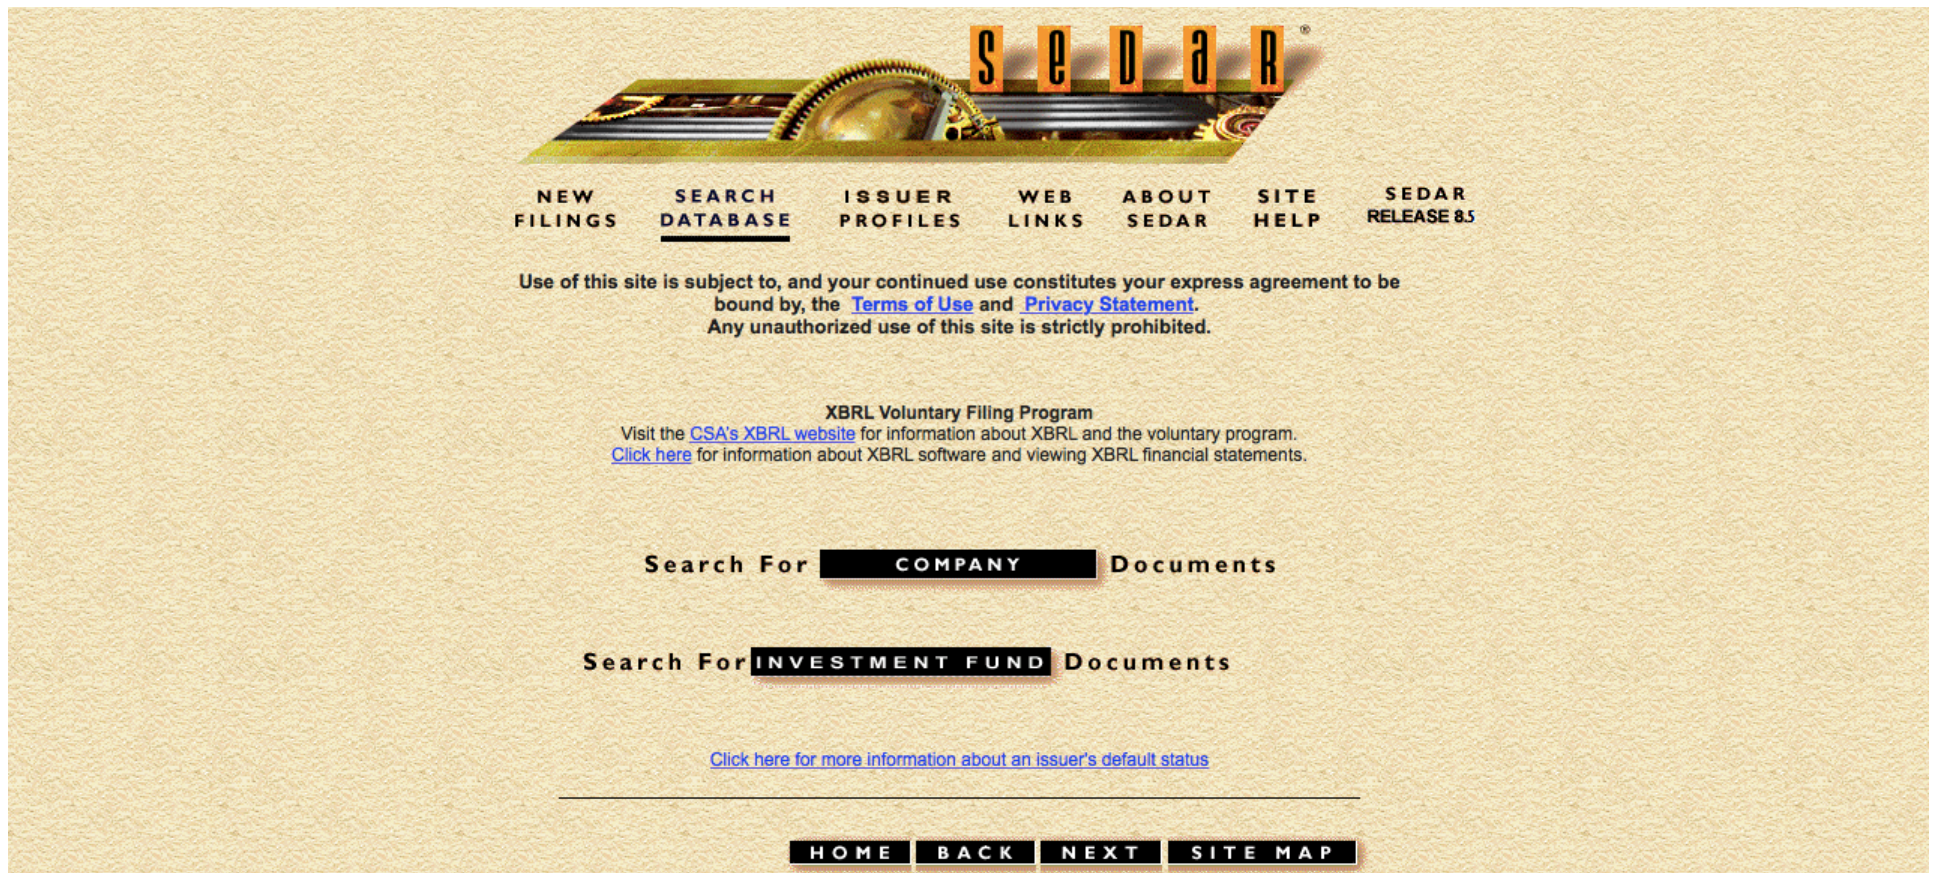 SeDaR ®
NEW FILINGS
SEARCH DATABASE
ISSUER PROFILES
WEB LINKS
ABOUT SEDAR
SITE HELP
SEDAR RELEASE 8.5
Use of this site is subject to, and your continued use constitutes your express agreement to be
bound by, the Terms of Use and Privacy Statement.
Any unauthorized use of this site is strictly prohibited.
XBRL Voluntary Filing Program
Visit the CSA's XBRL website for information about XBRL and the voluntary program.
Click here for information about XBRL software and viewing XBRL financial statements.
Search For COMPANY Documents
Search For INVESTMENT FUND Documents
Click here for more information about an issuer's default status
HOME BACK NEXT SITE MAP